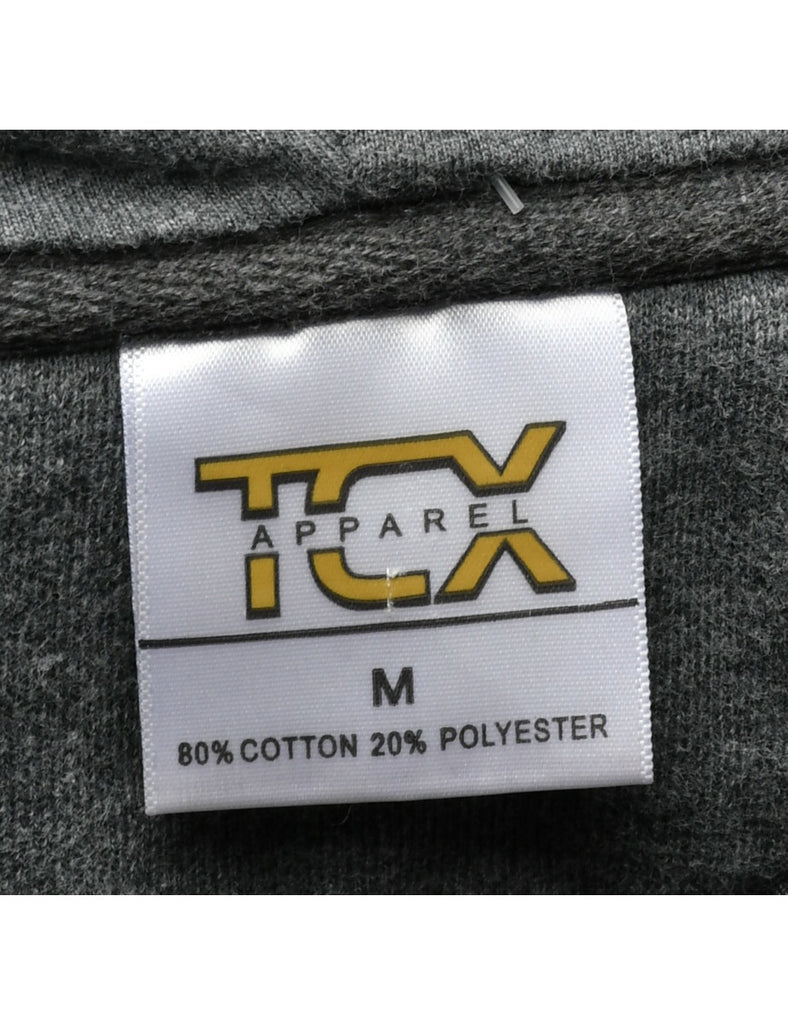 TCX
APPAREL
M
80% COTTON 20% POLYESTER